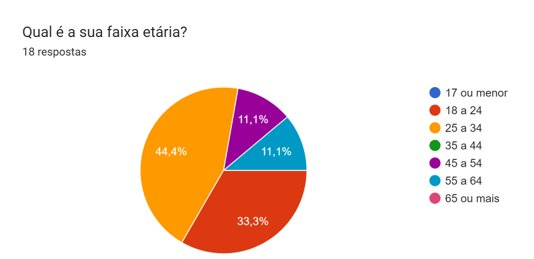 Qual é a sua faixa etária?
18 respostas
17 ou menor
18 a 24
25 a 34
35 a 44
45 a 54
55 a 64
65 ou mais
11,1%
11,1%
44,4%
33,3%